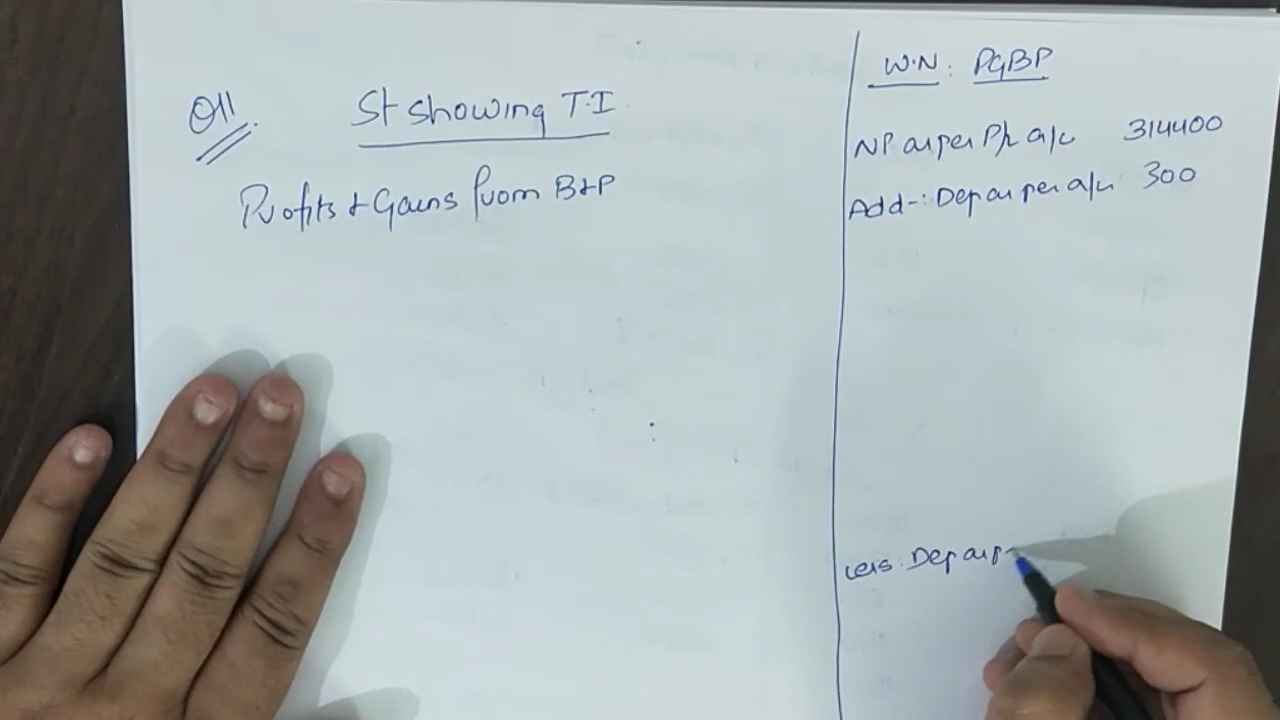 Q11.
St showing T.I
Profits & Gains from B&P
W.N : PGBP
NP as per P/L a/c 314400
Add-: Dep as per a/c 300
Less: Dep as p